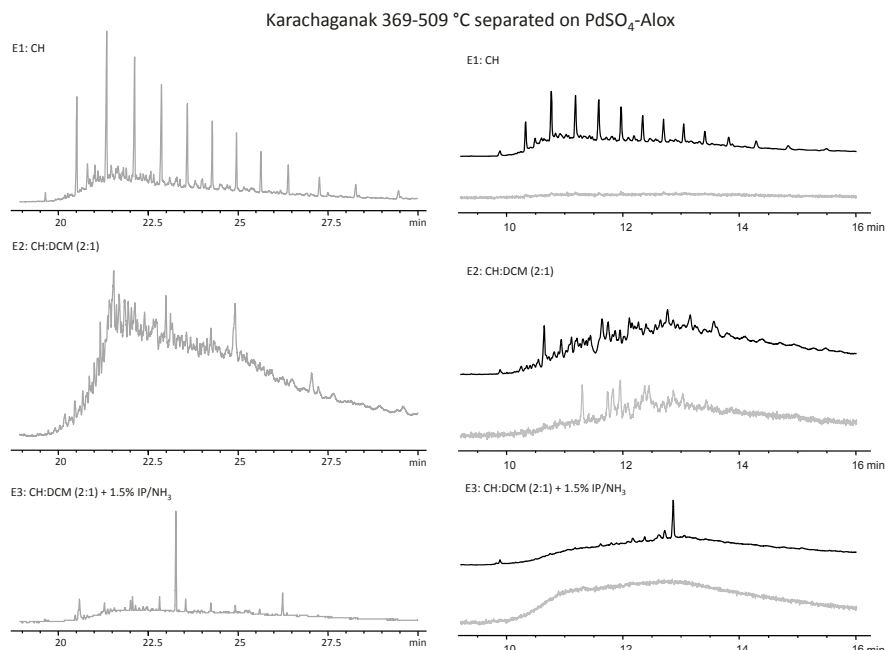 Karachaganak 369-509 °C separated on PdSO4-Alox
E1: CH
20 22.5 25 27.5 min
E1: CH
10 12 14 16 min
E2: CH:DCM (2:1)
20 22.5 25 27.5 min
E2: CH:DCM (2:1)
10 12 14 16 min
E3: CH:DCM (2:1) + 1.5% IP/NH3
20 22.5 25 27.5 min
E3: CH:DCM (2:1) + 1.5% IP/NH3
10 12 14 16 min